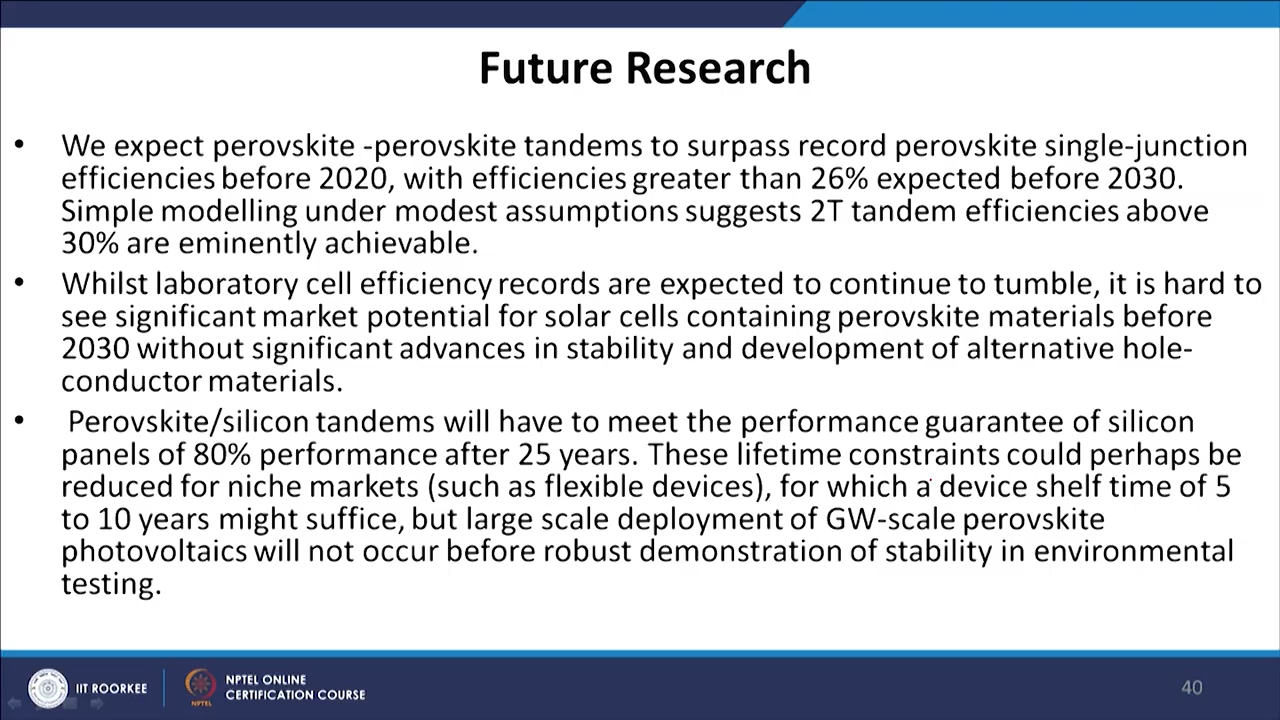 Future Research
• We expect perovskite -perovskite tandems to surpass record perovskite single-junction
efficiencies before 2020, with efficiencies greater than 26% expected before 2030.
Simple modelling under modest assumptions suggests 2T tandem efficiencies above
30% are eminently achievable.
• Whilst laboratory cell efficiency records are expected to continue to tumble, it is hard to
see significant market potential for solar cells containing perovskite materials before
2030 without significant advances in stability and development of alternative hole-
conductor materials.
• Perovskite/silicon tandems will have to meet the performance guarantee of silicon
panels of 80% performance after 25 years. These lifetime constraints could perhaps be
reduced for niche markets (such as flexible devices), for which a device shelf time of 5
to 10 years might suffice, but large scale deployment of GW-scale perovskite
photovoltaics will not occur before robust demonstration of stability in environmental
testing.
IIT ROORKEE
NPTEL
NPTEL ONLINE
CERTIFICATION COURSE
40